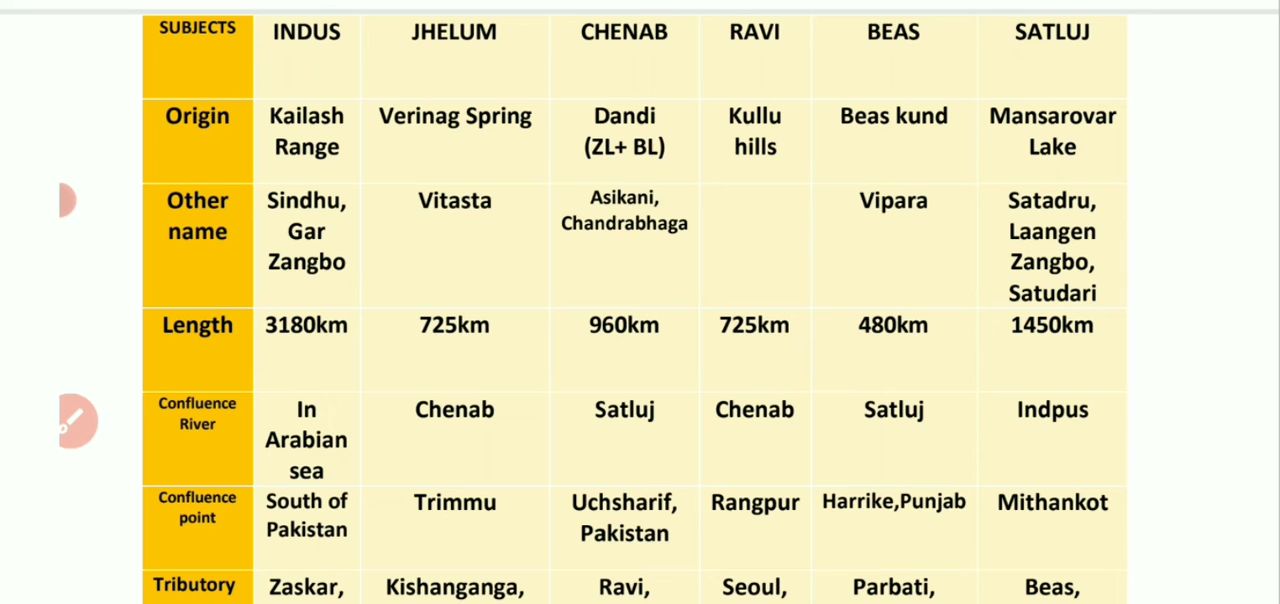 SUBJECTS INDUS JHELUM CHENAB RAVI BEAS SATLUJ
Origin Kailash Verinag Spring Dandi Kullu Beas kund Mansarovar
Range (ZL+ BL) hills Lake
Other Sindhu, Vitasta Asikani, Vipara Satadru,
name Gar Chandrabhaga Laangen
Zangbo Zangbo,
Satudari
Length 3180km 725km 960km 725km 480km 1450km
Confluence In Chenab Satluj Chenab Satluj Indpus
River Arabian
sea
Confluence South of Trimmu Uchsharif, Rangpur Harrike,Punjab Mithankot
point Pakistan Pakistan
Tributory Zaskar, Kishanganga, Ravi, Seoul, Parbati, Beas,